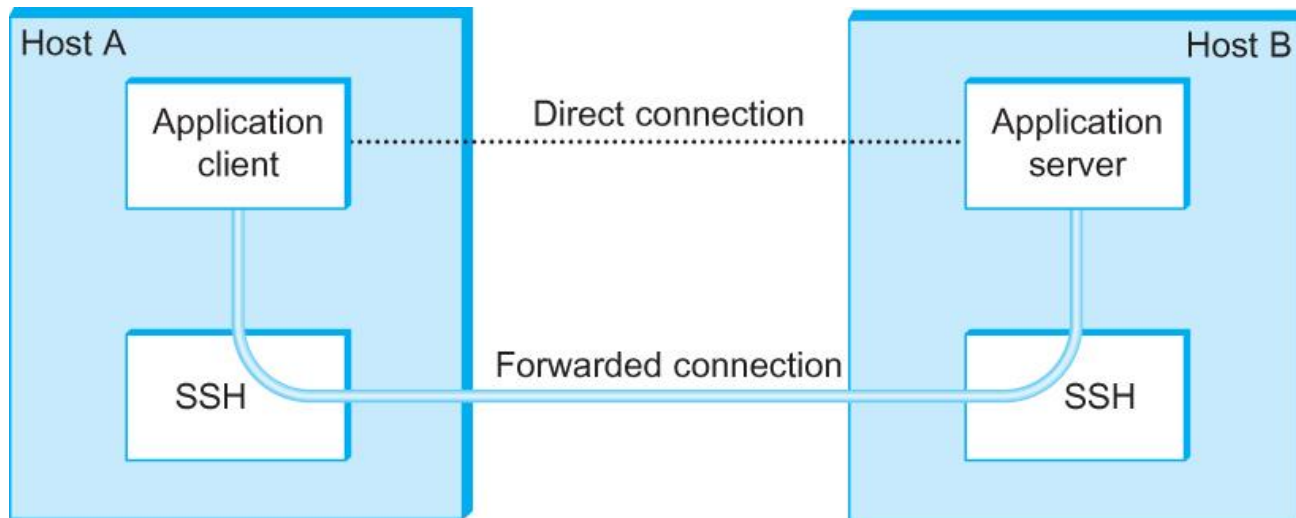 Host A
Host B
Application
client
Direct connection
Application
server
SSH
Forwarded connection
SSH